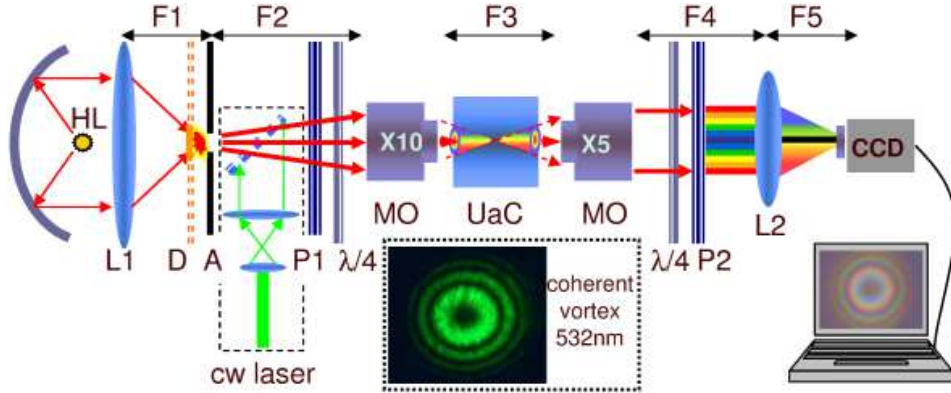 F1 F2 F3 F4 F5
HL
X10 X5 CCD
MO UaC MO L2
L1 D A P1 λ/4 λ/4 P2
coherent
vortex
532nm
cw laser